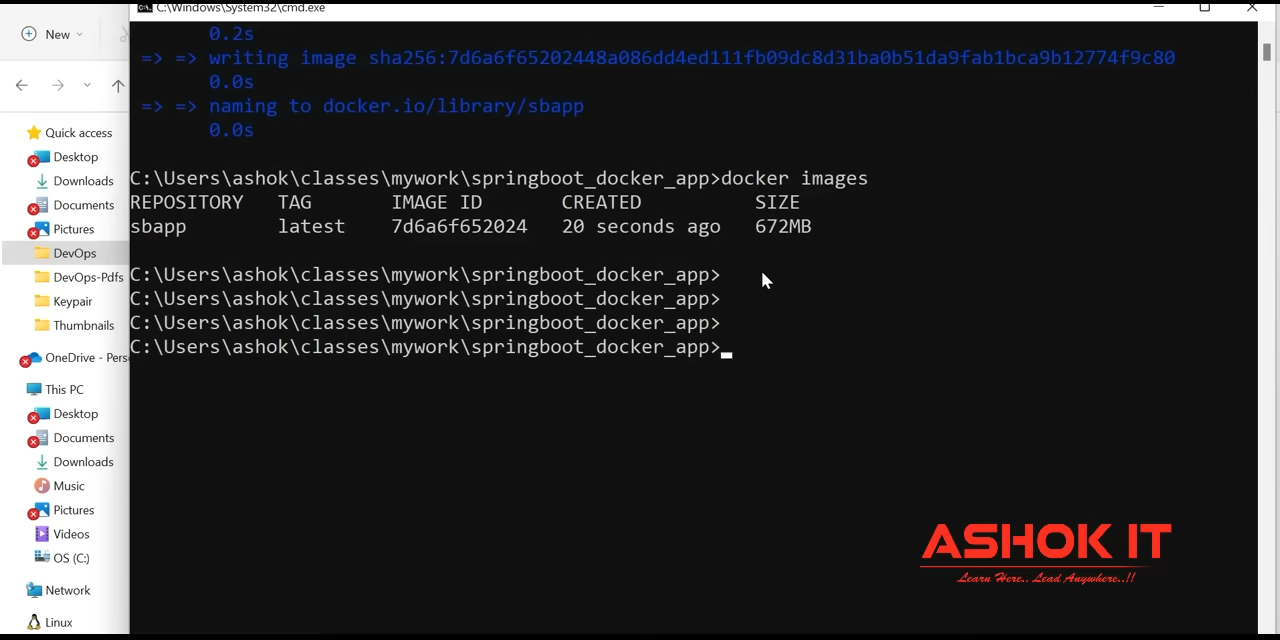 C:\Windows\System32\cmd.exe
New
0.2s
=> => writing image sha256:7d6a6f65202448a086dd4ed111fb09dc8d31ba0b51da9fab1bca9b12774f9c80
0.0s
=> => naming to docker.io/library/sbapp
0.0s
C:\Users\ashok\classes\mywork\springboot_docker_app>docker images
REPOSITORY TAG IMAGE ID CREATED SIZE
sbapp latest 7d6a6f652024 20 seconds ago 672MB
C:\Users\ashok\classes\mywork\springboot_docker_app>
C:\Users\ashok\classes\mywork\springboot_docker_app>
C:\Users\ashok\classes\mywork\springboot_docker_app>
C:\Users\ashok\classes\mywork\springboot_docker_app>
Quick access
Desktop
Downloads
Documents
Pictures
DevOps
DevOps-Pdfs
Keypair
Thumbnails
OneDrive - Pers
This PC
Desktop
Documents
Downloads
Music
Pictures
Videos
OS (C:)
Network
Linux
ASHOK IT
Learn Here.. Lead Anywhere..!!